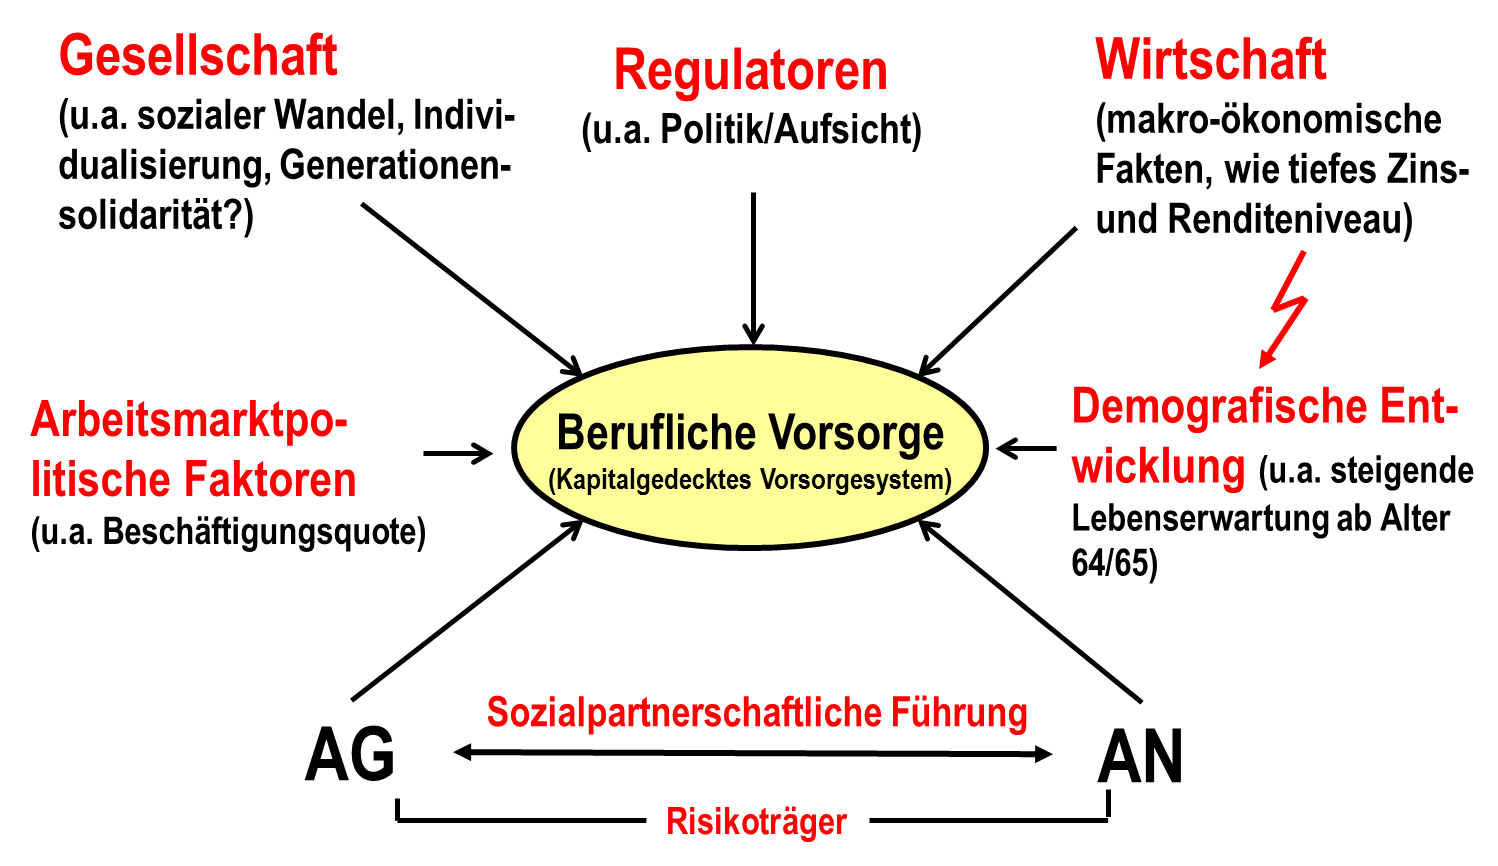 Gesellschaft
(u.a. sozialer Wandel, Indivi-
dualisierung, Generationen-
solidarität?)
Regulatoren
(u.a. Politik/Aufsicht)
Wirtschaft
(makro-ökonomische
Fakten, wie tiefes Zins-
und Renditeniveau)
Arbeitsmarktpo-
litische Faktoren
(u.a. Beschäftigungsquote)
Berufliche Vorsorge
(Kapitalgedecktes Vorsorgesystem)
Demografische Ent-
wicklung (u.a. steigende
Lebenserwartung ab Alter
64/65)
Sozialpartnerschaftliche Führung
AG
AN
Risikoträger